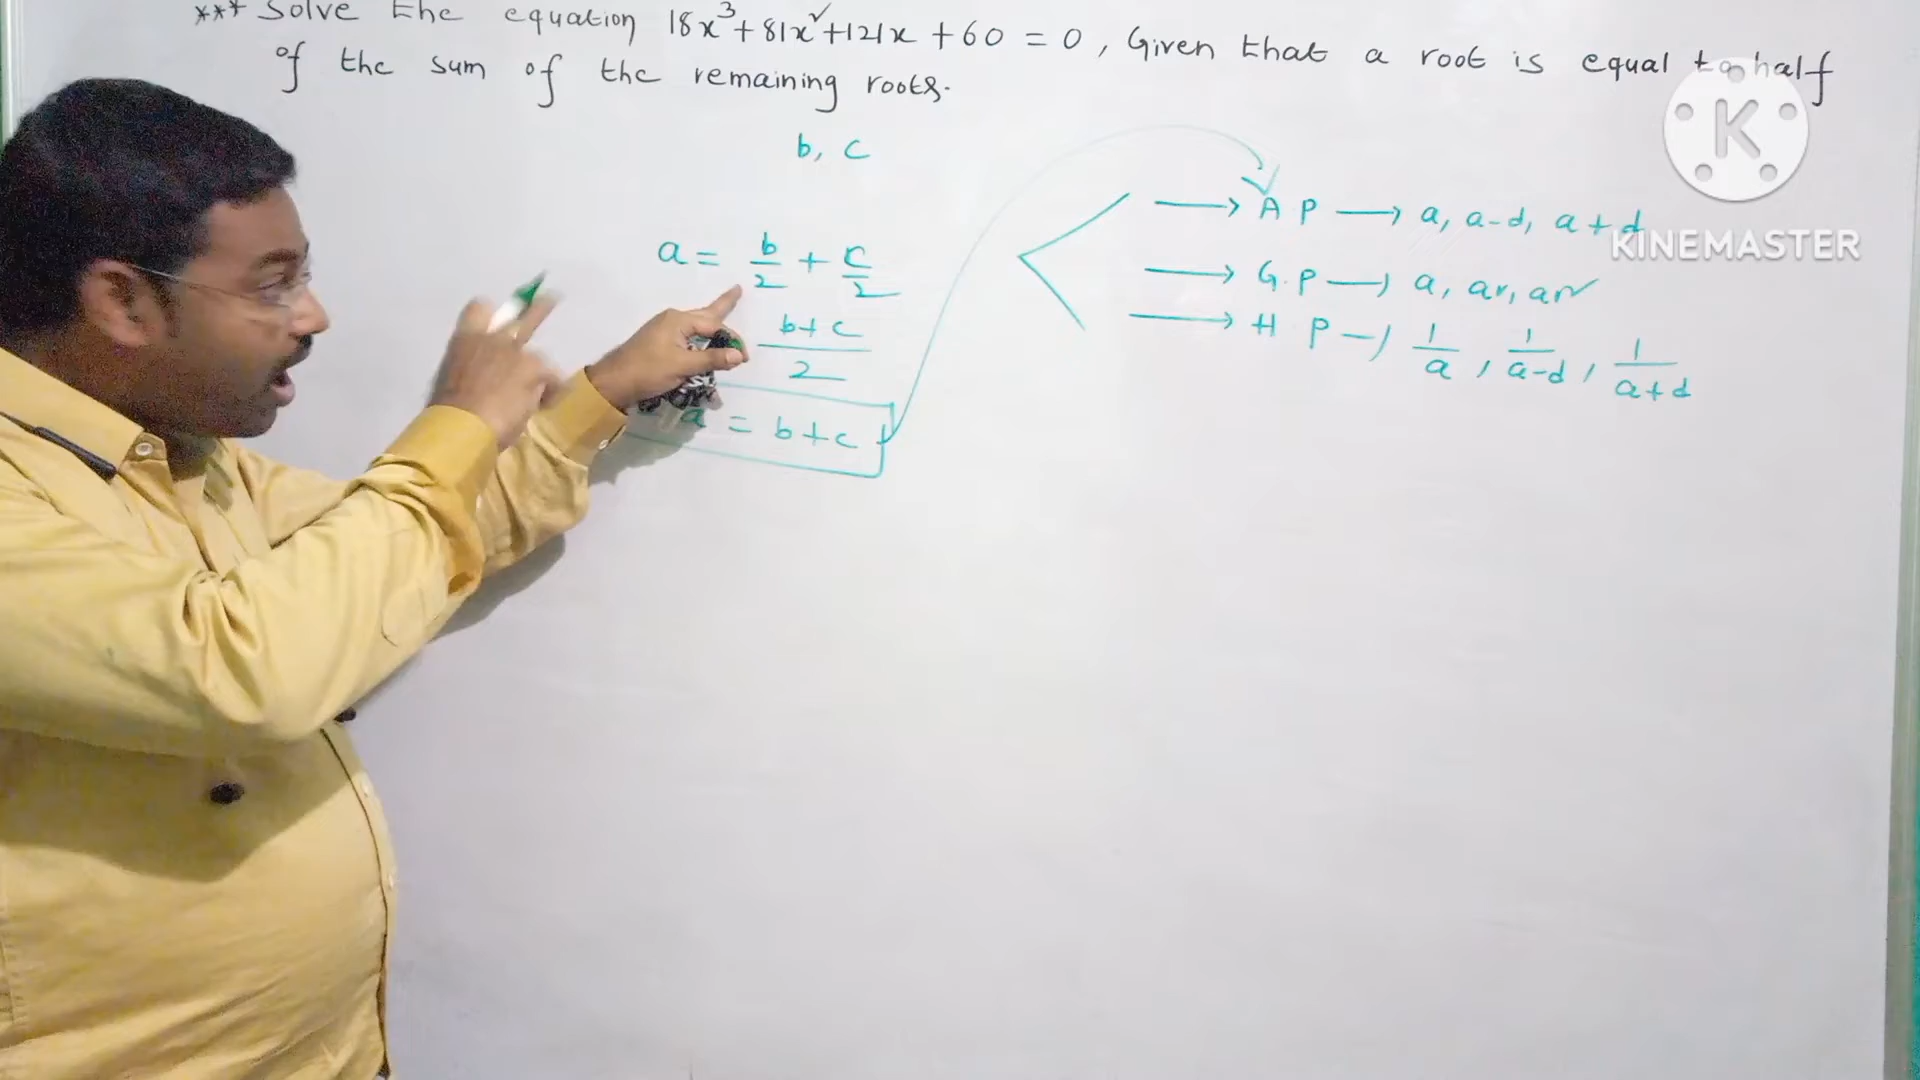 *** Solve the equation 18x³+81x²+121x+60 = 0, Given that a root is equal to half
of the sum of the remaining roots.
b, c
a = b/2 + c/2
b+c/2
a = b+c
→ A.P → a, a-d, a+d
→ G.P → a, ar, ar²
→ H P → 1/a, 1/a-d, 1/a+d
K
KINEMASTER